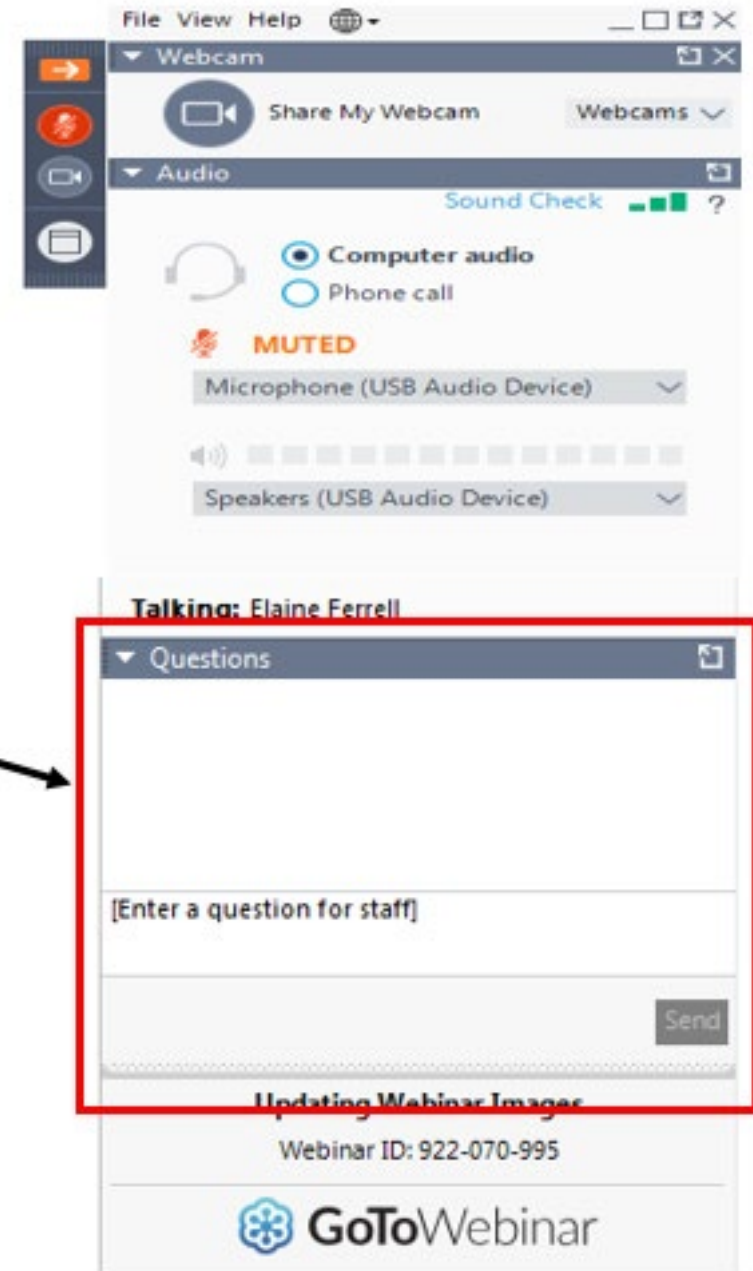 File View Help
Webcam
Share My Webcam Webcams
Audio
Sound Check ?
Computer audio
Phone call
MUTED
Microphone (USB Audio Device)
Speakers (USB Audio Device)
Talking: Elaine Ferrell
Questions
[Enter a question for staff]
Send
Updating Webinar Images
Webinar ID: 922-070-995
GoToWebinar